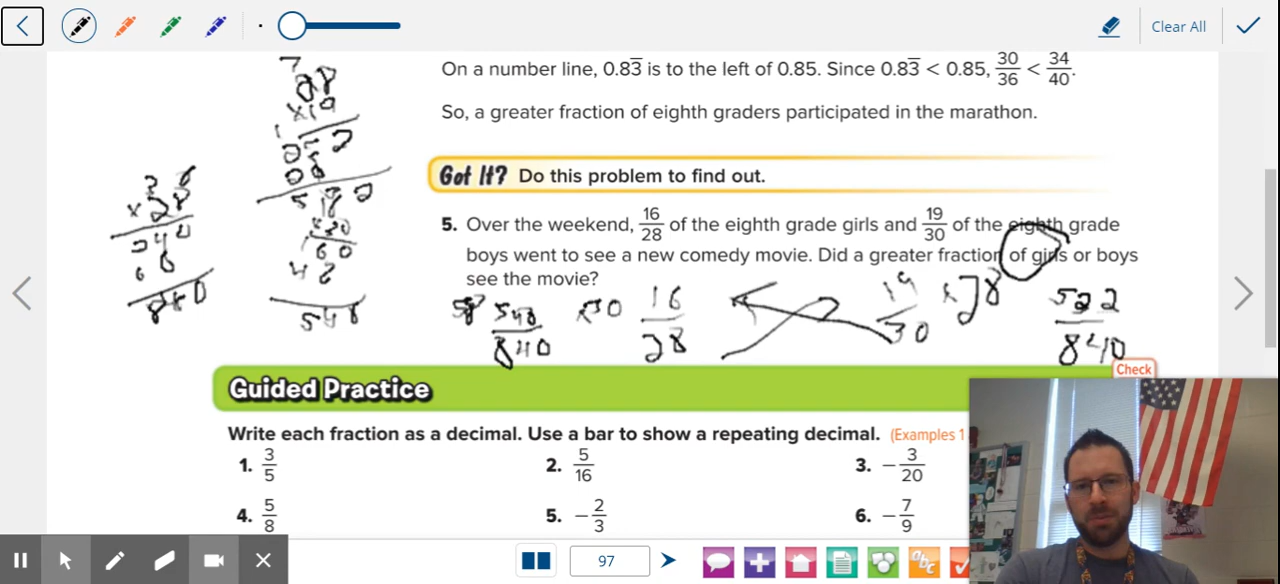 Clear All
On a number line, 0.83̅ is to the left of 0.85. Since 0.83̅ < 0.85, 30/36 < 34/40.
So, a greater fraction of eighth graders participated in the marathon.
Got It? Do this problem to find out.
5. Over the weekend, 16/28 of the eighth grade girls and 19/30 of the eighth grade
boys went to see a new comedy movie. Did a greater fraction of girls or boys
see the movie?
840 16/28 19/30 x28 532/840
548
Check
Guided Practice
Write each fraction as a decimal. Use a bar to show a repeating decimal. (Examples 1
1. 3/5 2. 5/16 3. -3/20
4. 5/8 5. -2/3 6. -7/9
97
abc